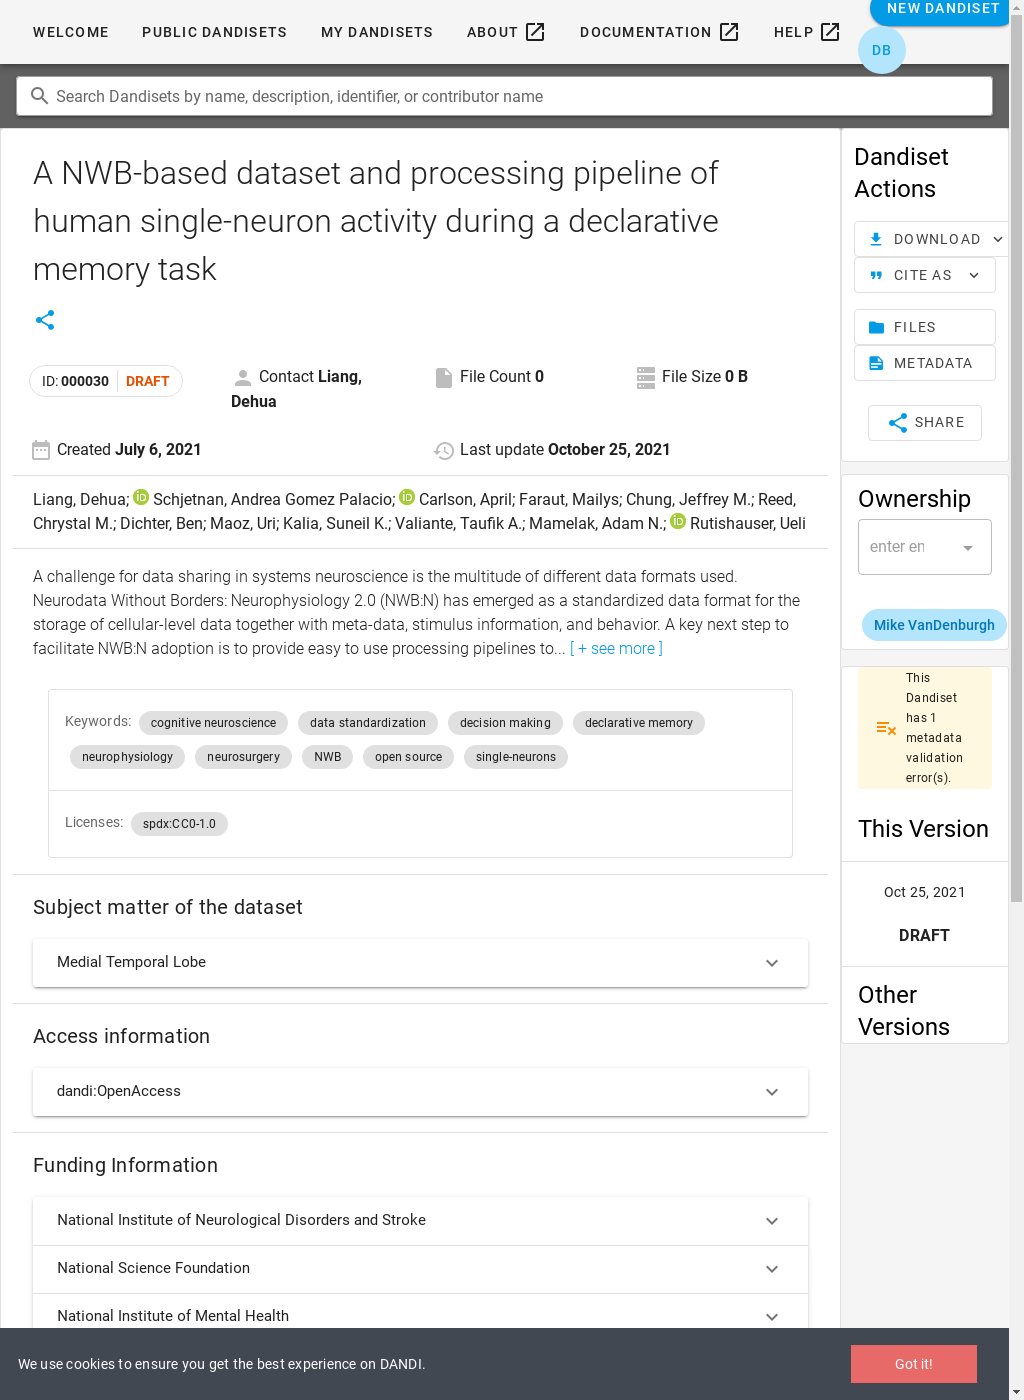 WELCOME
PUBLIC DANDISETS
MY DANDISETS
ABOUT
DOCUMENTATION
HELP
NEW DANDISET
DB
Search Dandisets by name, description, identifier, or contributor name
A NWB-based dataset and processing pipeline of
human single-neuron activity during a declarative
memory task
ID: 000030 DRAFT
Contact Liang,
Dehua
File Count 0
File Size 0 B
Created July 6, 2021
Last update October 25, 2021
Liang, Dehua; iD Schjetnan, Andrea Gomez Palacio; iD Carlson, April; Faraut, Mailys; Chung, Jeffrey M.; Reed,
Chrystal M.; Dichter, Ben; Maoz, Uri; Kalia, Suneil K.; Valiante, Taufik A.; Mamelak, Adam N.; iD Rutishauser, Ueli
A challenge for data sharing in systems neuroscience is the multitude of different data formats used.
Neurodata Without Borders: Neurophysiology 2.0 (NWB:N) has emerged as a standardized data format for the
storage of cellular-level data together with meta-data, stimulus information, and behavior. A key next step to
facilitate NWB:N adoption is to provide easy to use processing pipelines to... [ + see more ]
Keywords: cognitive neuroscience data standardization decision making declarative memory
neurophysiology neurosurgery NWB open source single-neurons
Licenses: spdx:CC0-1.0
Subject matter of the dataset
Medial Temporal Lobe
Access information
dandi:OpenAccess
Funding Information
National Institute of Neurological Disorders and Stroke
National Science Foundation
National Institute of Mental Health
Dandiset
Actions
DOWNLOAD
CITE AS
FILES
METADATA
SHARE
Ownership
enter en
Mike VanDenburgh
This
Dandiset
has 1
metadata
validation
error(s).
This Version
Oct 25, 2021
DRAFT
Other
Versions
We use cookies to ensure you get the best experience on DANDI.
Got it!